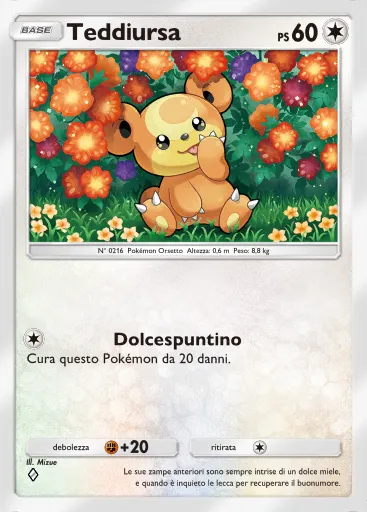 BASE Teddiursa PS 60
N° 0216 Pokémon Orsetto Altezza: 0,6 m Peso: 8,8 kg
Dolcespuntino
Cura questo Pokémon da 20 danni.
debolezza +20 ritirata
Ill. Mizue
Le sue zampe anteriori sono sempre intrise di un dolce miele,
e quando è inquieto le lecca per recuperare il buonumore.